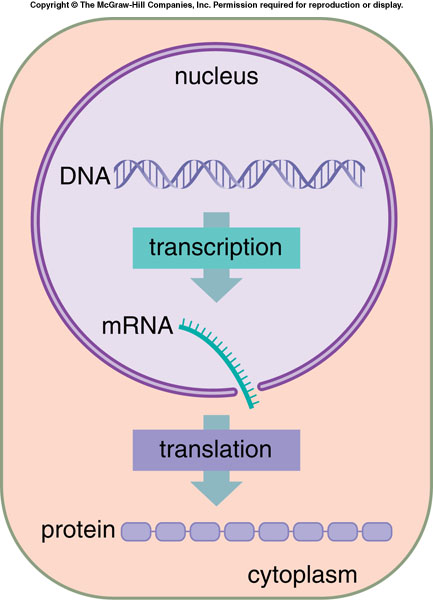 Copyright © The McGraw-Hill Companies, Inc. Permission required for reproduction or display.
nucleus
DNA
transcription
mRNA
translation
protein
cytoplasm